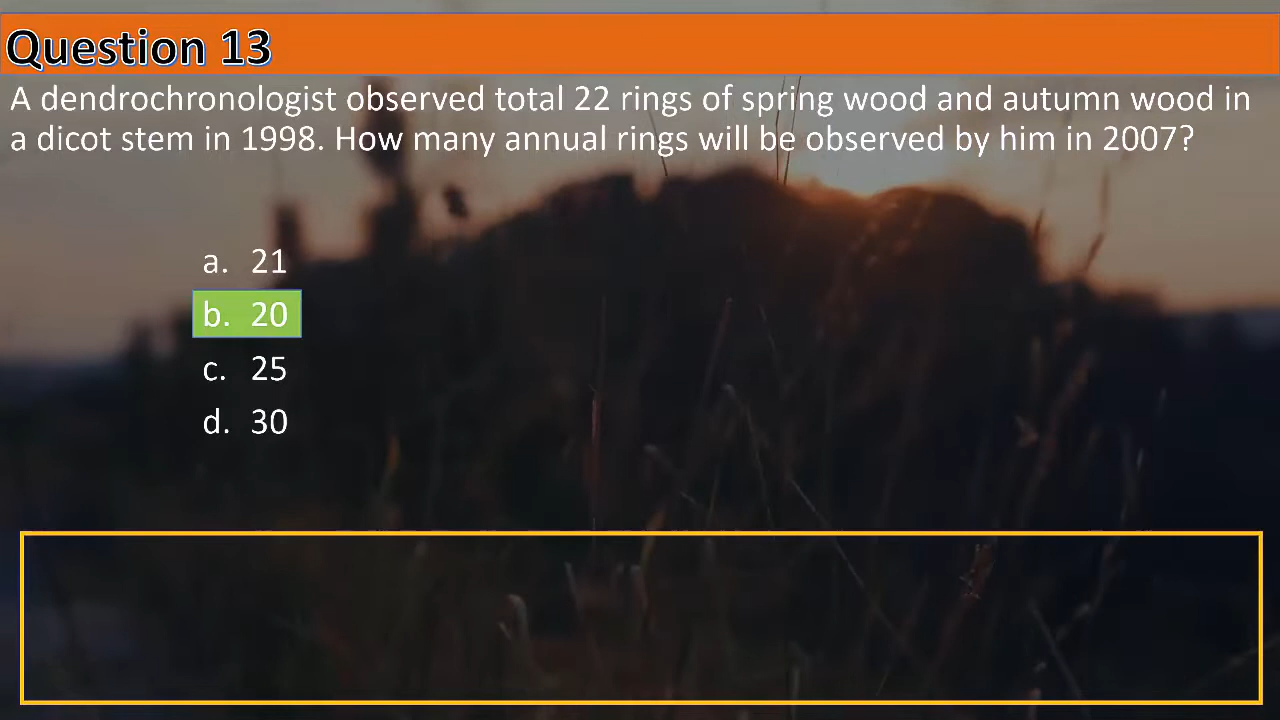 Question 13
A dendrochronologist observed total 22 rings of spring wood and autumn wood in
a dicot stem in 1998. How many annual rings will be observed by him in 2007?
a. 21
b. 20
c. 25
d. 30